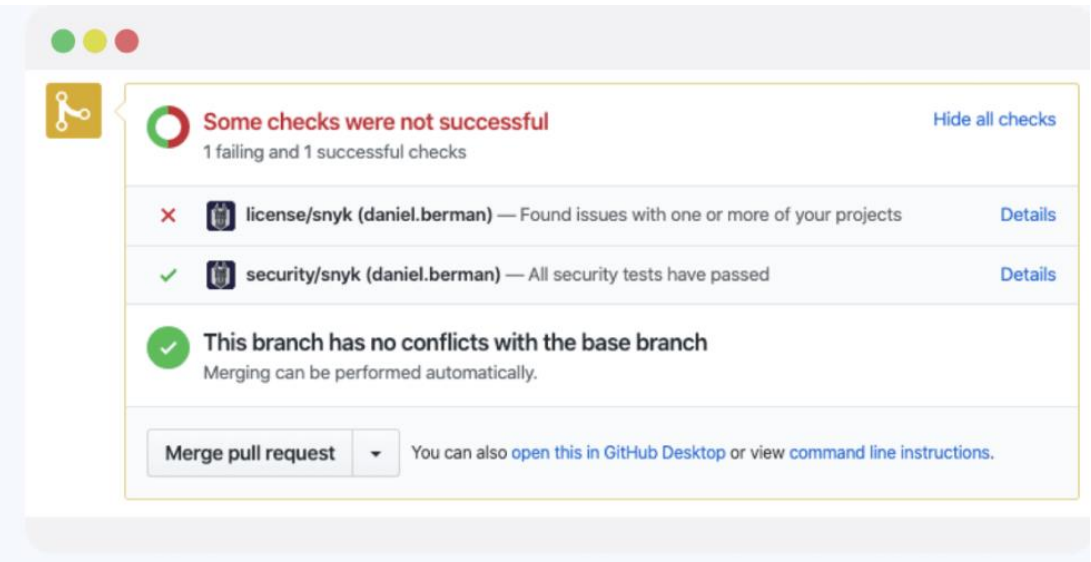 Some checks were not successful
Hide all checks
1 failing and 1 successful checks
license/snyk (daniel.berman) — Found issues with one or more of your projects
Details
security/snyk (daniel.berman) — All security tests have passed
Details
This branch has no conflicts with the base branch
Merging can be performed automatically.
Merge pull request
You can also open this in GitHub Desktop or view command line instructions.